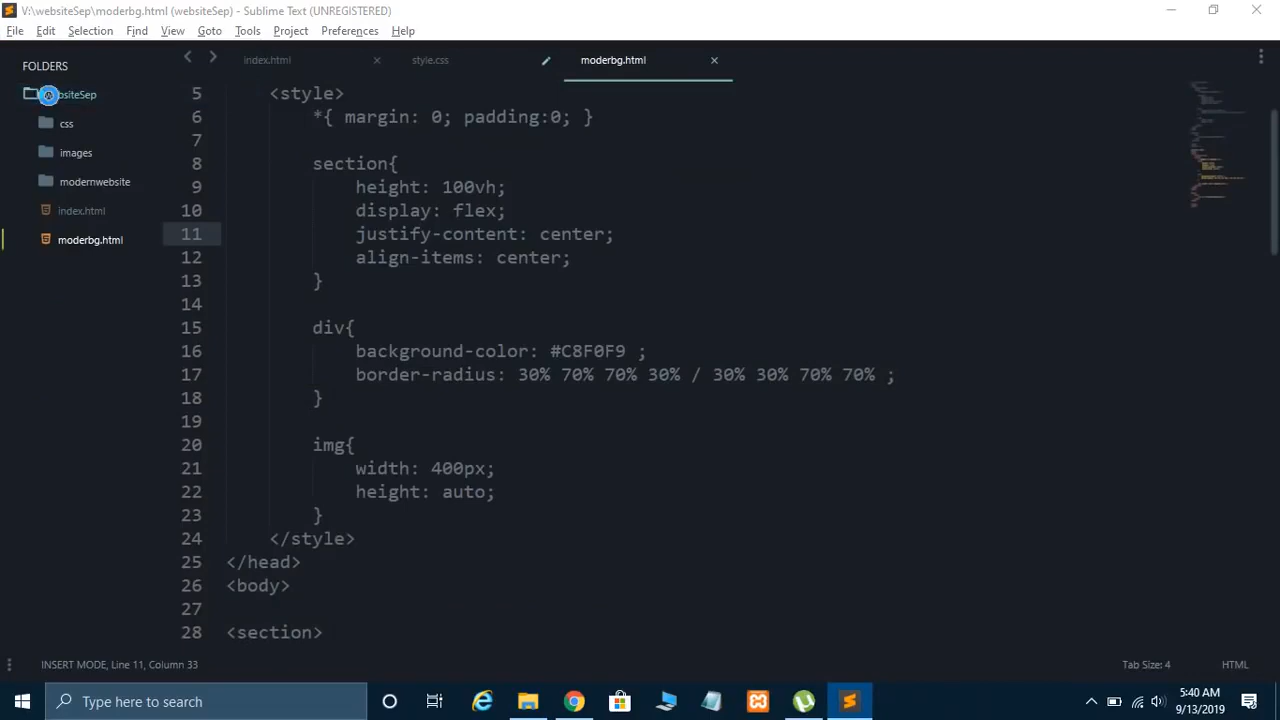 V:\websiteSep\moderbg.html (websiteSep) - Sublime Text (UNREGISTERED)
File Edit Selection Find View Goto Tools Project Preferences Help
FOLDERS
index.html
style.css
moderbg.html
css
images
modernwebsite
index.html
moderbg.html
5 <style>
6 *{ margin: 0; padding:0; }
7
8 section{
9 height: 100vh;
10 display: flex;
11 justify-content: center;
12 align-items: center;
13 }
14
15 div{
16 background-color: #C8F0F9 ;
17 border-radius: 30% 70% 70% 30% / 30% 30% 70% 70% ;
18 }
19
20 img{
21 width: 400px;
22 height: auto;
23 }
24 </style>
25 </head>
26 <body>
27
28 <section>
INSERT MODE, Line 11, Column 33
Tab Size: 4
HTML
Type here to search
5:40 AM
9/13/2019